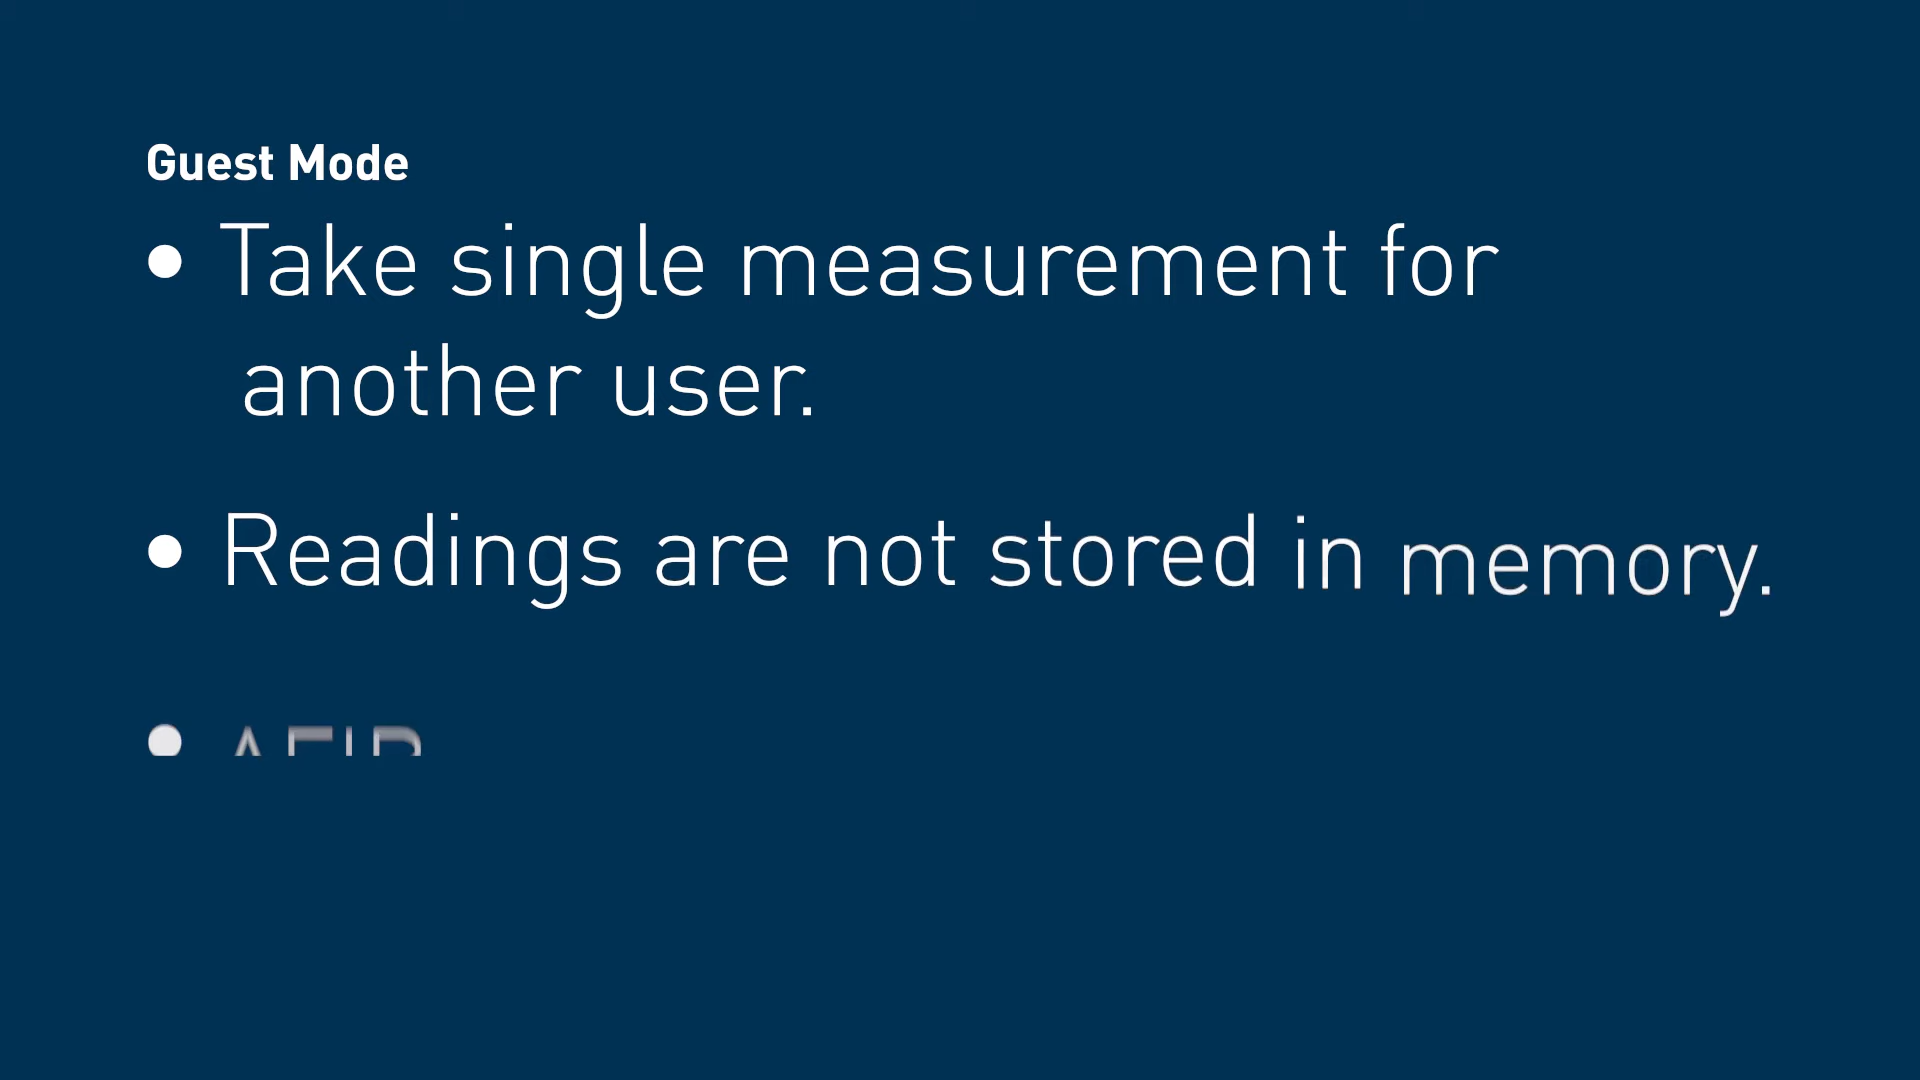 Guest Mode
• Take single measurement for
another user.
• Readings are not stored in memory.
•